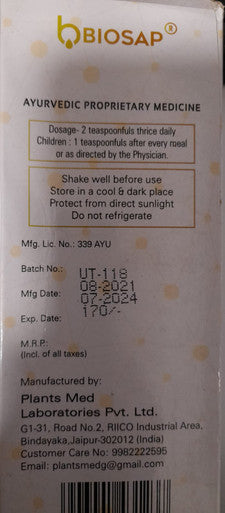 BIOSAP®
AYURVEDIC PROPRIETARY MEDICINE
Dosage- 2 teaspoonfuls thrice daily
Children : 1 teaspoonfuls after every meal
or as directed by the Physician.
Shake well before use
Store in a cool & dark place
Protect from direct sunlight
Do not refrigerate
Mfg. Lic. No.: 339 AYU
Batch No.: UT-118
Mfg Date: 08-2021
07-2024
Exp. Date: 170/-
M.R.P.:
(Incl. of all taxes)
Manufactured by:
Plants Med
Laboratories Pvt. Ltd.
G1-31, Road No.2, RIICO Industrial Area,
Bindayaka,Jaipur-302012 (India)
Customer Care No: 9982222595
Email: plantsmedg@gmail.com